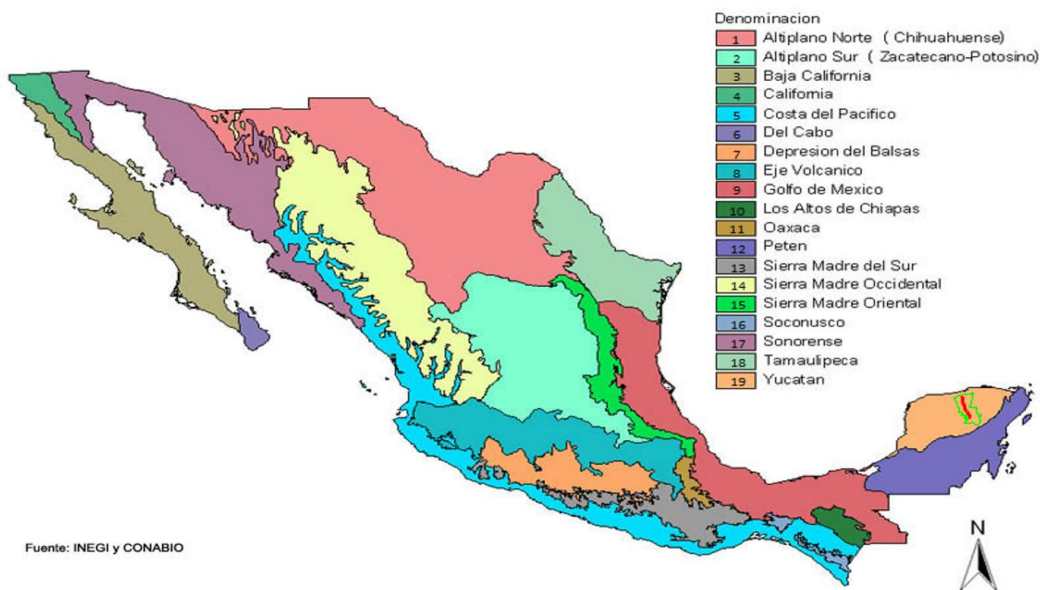 Denominacion
1 Altiplano Norte ( Chihuahuense)
2 Altiplano Sur ( Zacatecano-Potosino)
3 Baja California
4 California
5 Costa del Pacifico
6 Del Cabo
7 Depresion del Balsas
8 Eje Volcanico
9 Golfo de Mexico
10 Los Altos de Chiapas
11 Oaxaca
12 Peten
13 Sierra Madre del Sur
14 Sierra Madre Occidental
15 Sierra Madre Oriental
16 Soconusco
17 Sonorense
18 Tamaulipeca
19 Yucatan
N
Fuente: INEGI y CONABIO